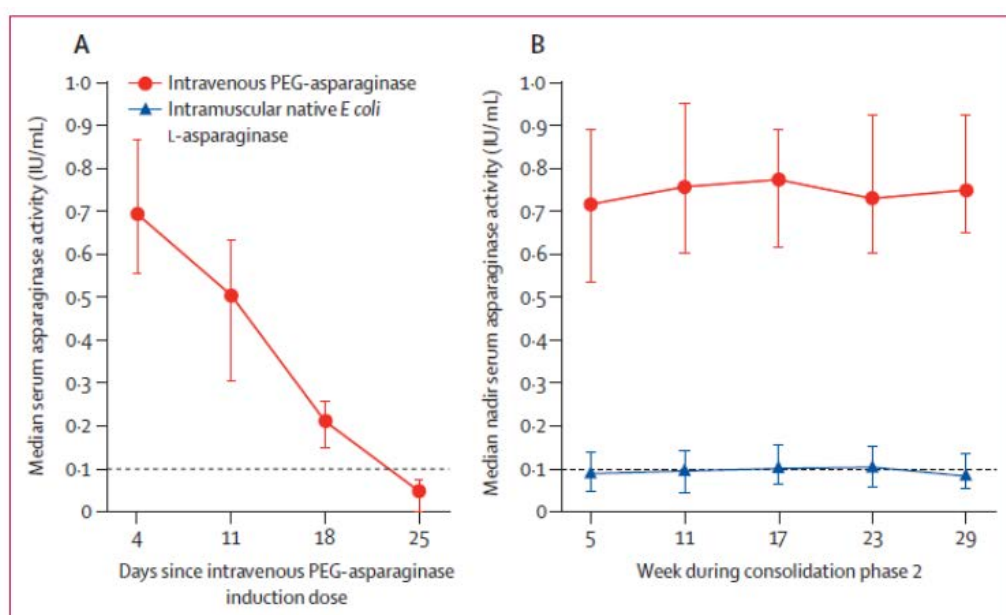 A
Intravenous PEG-asparaginase
Intramuscular native E coli
L-asparaginase
Median serum asparaginase activity (IU/mL)
1·0
0·9
0·8
0·7
0·6
0·5
0·4
0·3
0·2
0·1
0
4 11 18 25
Days since intravenous PEG-asparaginase
induction dose
B
Median nadir serum asparaginase activity (IU/mL)
1·0
0·9
0·8
0·7
0·6
0·5
0·4
0·3
0·2
0·1
0
5 11 17 23 29
Week during consolidation phase 2